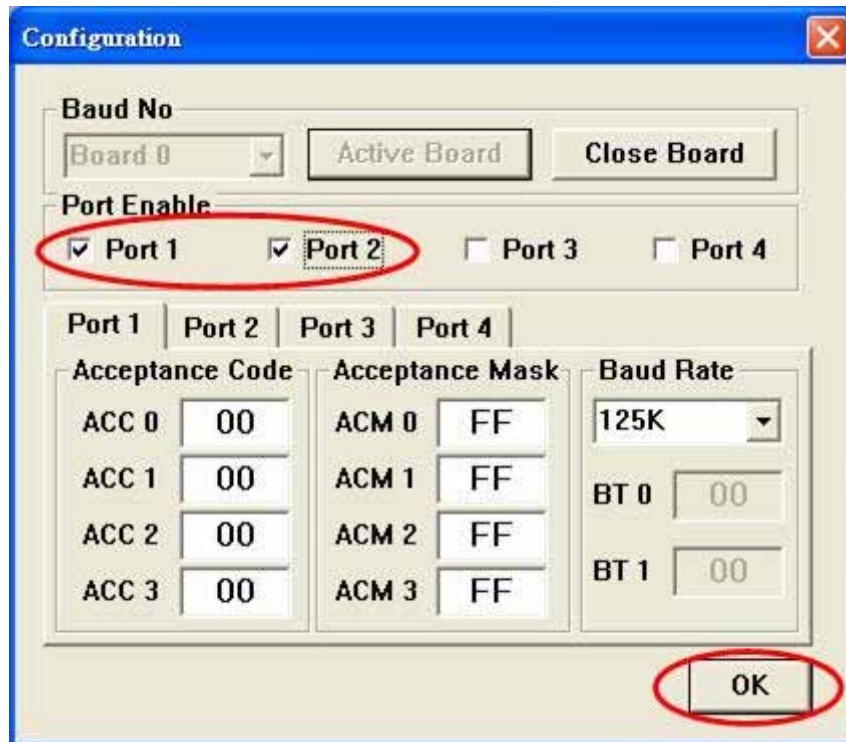 Configuration
Baud No
Board 0 Active Board Close Board
Port Enable
Port 1 Port 2 Port 3 Port 4
Port 1 Port 2 Port 3 Port 4
Acceptance Code Acceptance Mask Baud Rate
ACC 0 00 ACM 0 FF 125K
ACC 1 00 ACM 1 FF BT 0 00
ACC 2 00 ACM 2 FF
ACC 3 00 ACM 3 FF BT 1 00
OK